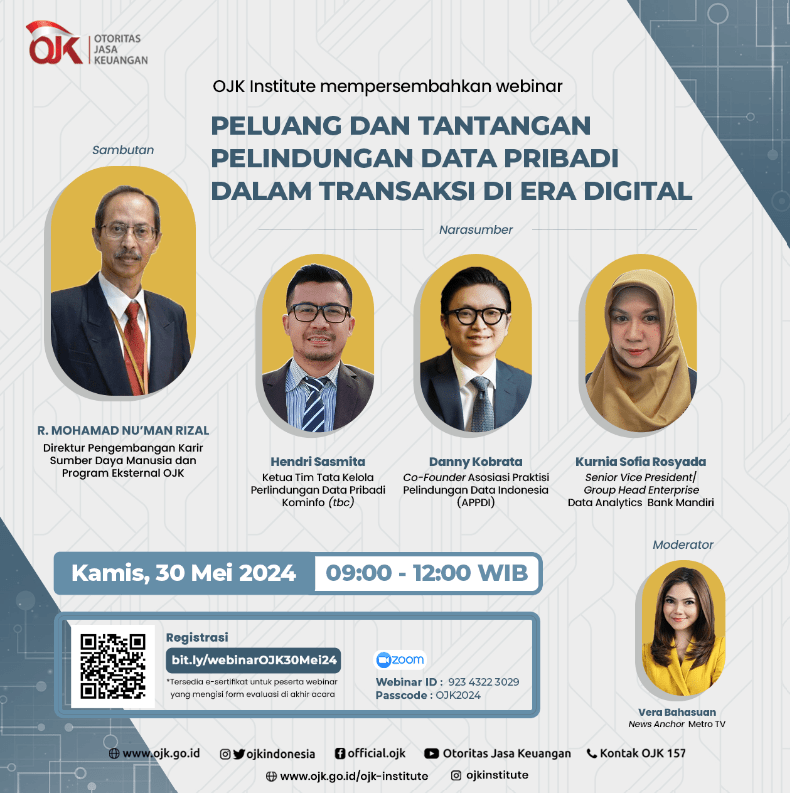 OJK
OTORITAS
JASA
KEUANGAN
OJK Institute mempersembahkan webinar
PELUANG DAN TANTANGAN
PELINDUNGAN DATA PRIBADI
DALAM TRANSAKSI DI ERA DIGITAL
Sambutan
Narasumber
R. MOHAMAD NU'MAN RIZAL
Direktur Pengembangan Karir
Sumber Daya Manusia dan
Program Eksternal OJK
Hendri Sasmita
Ketua Tim Tata Kelola
Perlindungan Data Pribadi
Kominfo (tbc)
Danny Kobrata
Co-Founder Asosiasi Praktisi
Pelindungan Data Indonesia
(APPDI)
Kurnia Sofia Rosyada
Senior Vice President/
Group Head Enterprise
Data Analytics Bank Mandiri
Moderator
Vera Bahasuan
News Anchor Metro TV
Kamis, 30 Mei 2024
09:00 - 12:00 WIB
Registrasi
bit.ly/webinarOJK30Mei24
*Tersedia e-sertifikat untuk peserta webinar
yang mengisi form evaluasi di akhir acara
zoom
Webinar ID : 923 4322 3029
Passcode : OJK2024
www.ojk.go.id ojkindonesia official.ojk Otoritas Jasa Keuangan Kontak OJK 157
www.ojk.go.id/ojk-institute ojkinstitute